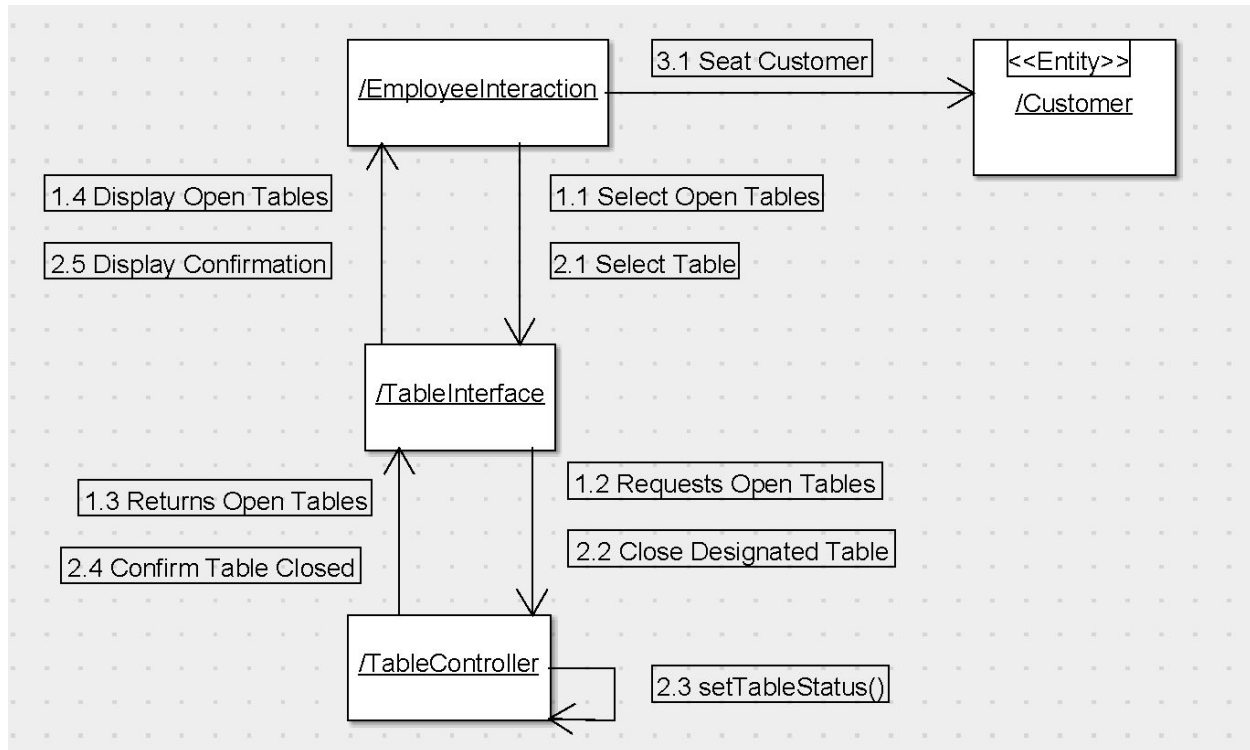 3.1 Seat Customer
<<Entity>>
/EmployeeInteraction
/Customer
1.4 Display Open Tables
1.1 Select Open Tables
2.5 Display Confirmation
2.1 Select Table
/TableInterface
1.3 Returns Open Tables
1.2 Requests Open Tables
2.4 Confirm Table Closed
2.2 Close Designated Table
/TableController
2.3 setTableStatus()